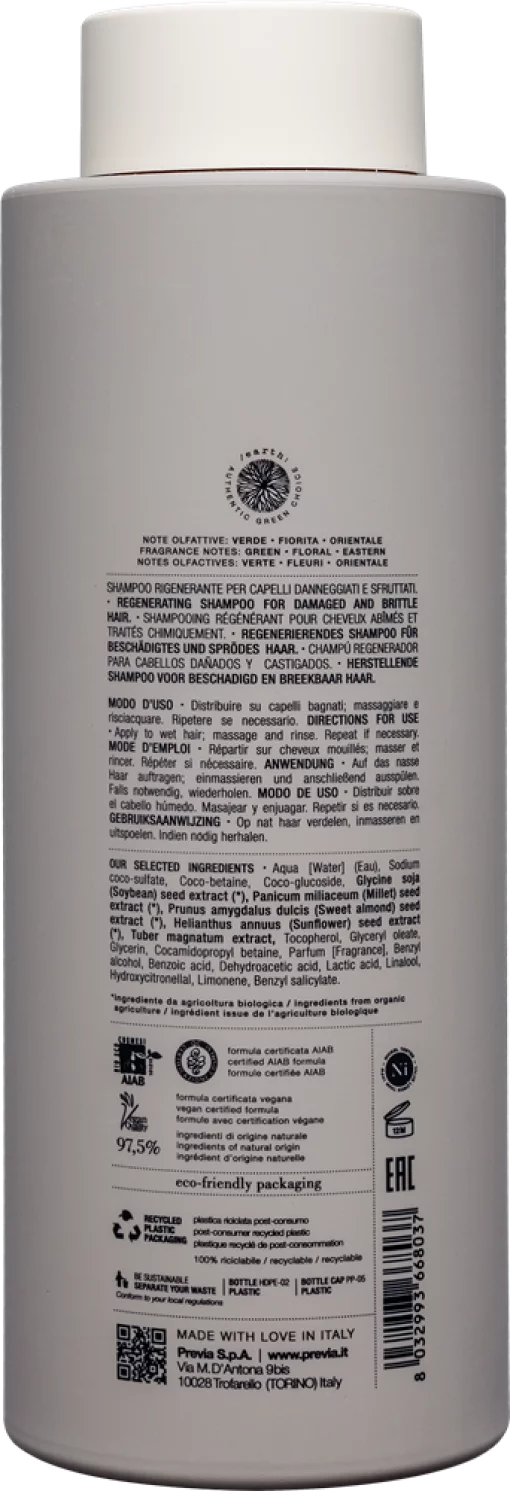 /earth/
AUTHENTIC GREEN CHOICE
NOTE OLFATTIVE: VERDE • FIORITA • ORIENTALE
FRAGRANCE NOTES: GREEN • FLORAL • EASTERN
NOTES OLFACTIVES: VERTE • FLEURI • ORIENTALE
SHAMPOO RIGENERANTE PER CAPELLI DANNEGGIATI E SFRUTTATI.
• REGENERATING SHAMPOO FOR DAMAGED AND BRITTLE
HAIR. • SHAMPOOING RÉGÉNÉRANT POUR CHEVEUX ABÎMÉS ET
TRAITÉS CHIMIQUEMENT. • REGENERIERENDES SHAMPOO FÜR
BESCHÄDIGTES UND SPRÖDES HAAR. • CHAMPÚ REGENERADOR
PARA CABELLOS DAÑADOS Y CASTIGADOS. • HERSTELLENDE
SHAMPOO VOOR BESCHADIGD EN BREEKBAAR HAAR.
MODO D'USO • Distribuire su capelli bagnati; massaggiare e
risciacquare. Ripetere se necessario. DIRECTIONS FOR USE
• Apply to wet hair; massage and rinse. Repeat if necessary.
MODE D'EMPLOI • Répartir sur cheveux mouillés; masser et
rincer. Répéter si nécessaire. ANWENDUNG • Auf das nasse
Haar auftragen; einmassieren und anschließend ausspülen.
Falls notwendig, wiederholen. MODO DE USO • Distribuir sobre
el cabello húmedo. Masajear y enjuagar. Repetir si es necesario.
GEBRUIKSAANWIJZING • Op nat haar verdelen, inmasseren en
uitspoelen. Indien nodig herhalen.
OUR SELECTED INGREDIENTS • Aqua [Water] (Eau), Sodium
coco-sulfate, Coco-betaine, Coco-glucoside, Glycine soja
(Soybean) seed extract (*), Panicum miliaceum (Millet) seed
extract (*), Prunus amygdalus dulcis (Sweet almond) seed
extract (*), Helianthus annuus (Sunflower) seed extract
(*), Tuber magnatum extract, Tocopherol, Glyceryl oleate,
Glycerin, Cocamidopropyl betaine, Parfum [Fragrance], Benzyl
alcohol, Benzoic acid, Dehydroacetic acid, Lactic acid, Linalool,
Hydroxycitronellal, Limonene, Benzyl salicylate.
*ingrediente da agricoltura biologica / ingredients from organic
agriculture / ingrédient issue de l'agriculture biologique
AIAB
formula certificata AIAB
certified AIAB formula
formule certifiée AIAB
Ni
formula certificata vegana
vegan certified formula
formule avec certification végane
12M
97,5%
ingredienti di origine naturale
ingredients of natural origin
ingrédient d'origine naturelle
EAC
eco-friendly packaging
RECYCLED
PLASTIC
PACKAGING
plastica riciclata post-consumo
post-consumer recycled plastic
plastique recyclé de post-consommation
100% riciclabile / recyclable / recyclable
BE SUSTAINABLE
SEPARATE YOUR WASTE
Conform to your local regulations
BOTTLE HDPE-02
PLASTIC
BOTTLE CAP PP-05
PLASTIC
8 032993 668037
MADE WITH LOVE IN ITALY
Previa S.p.A. | www.previa.it
Via M.D'Antona 9bis
10028 Trofarello (TORINO) Italy